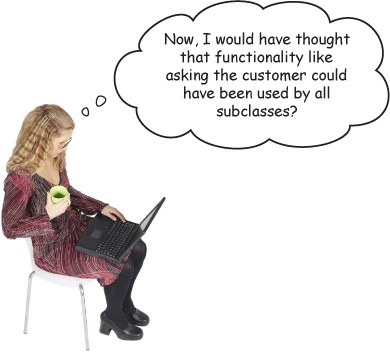 Now, I would have thought
that functionality like
asking the customer could
have been used by all
subclasses?